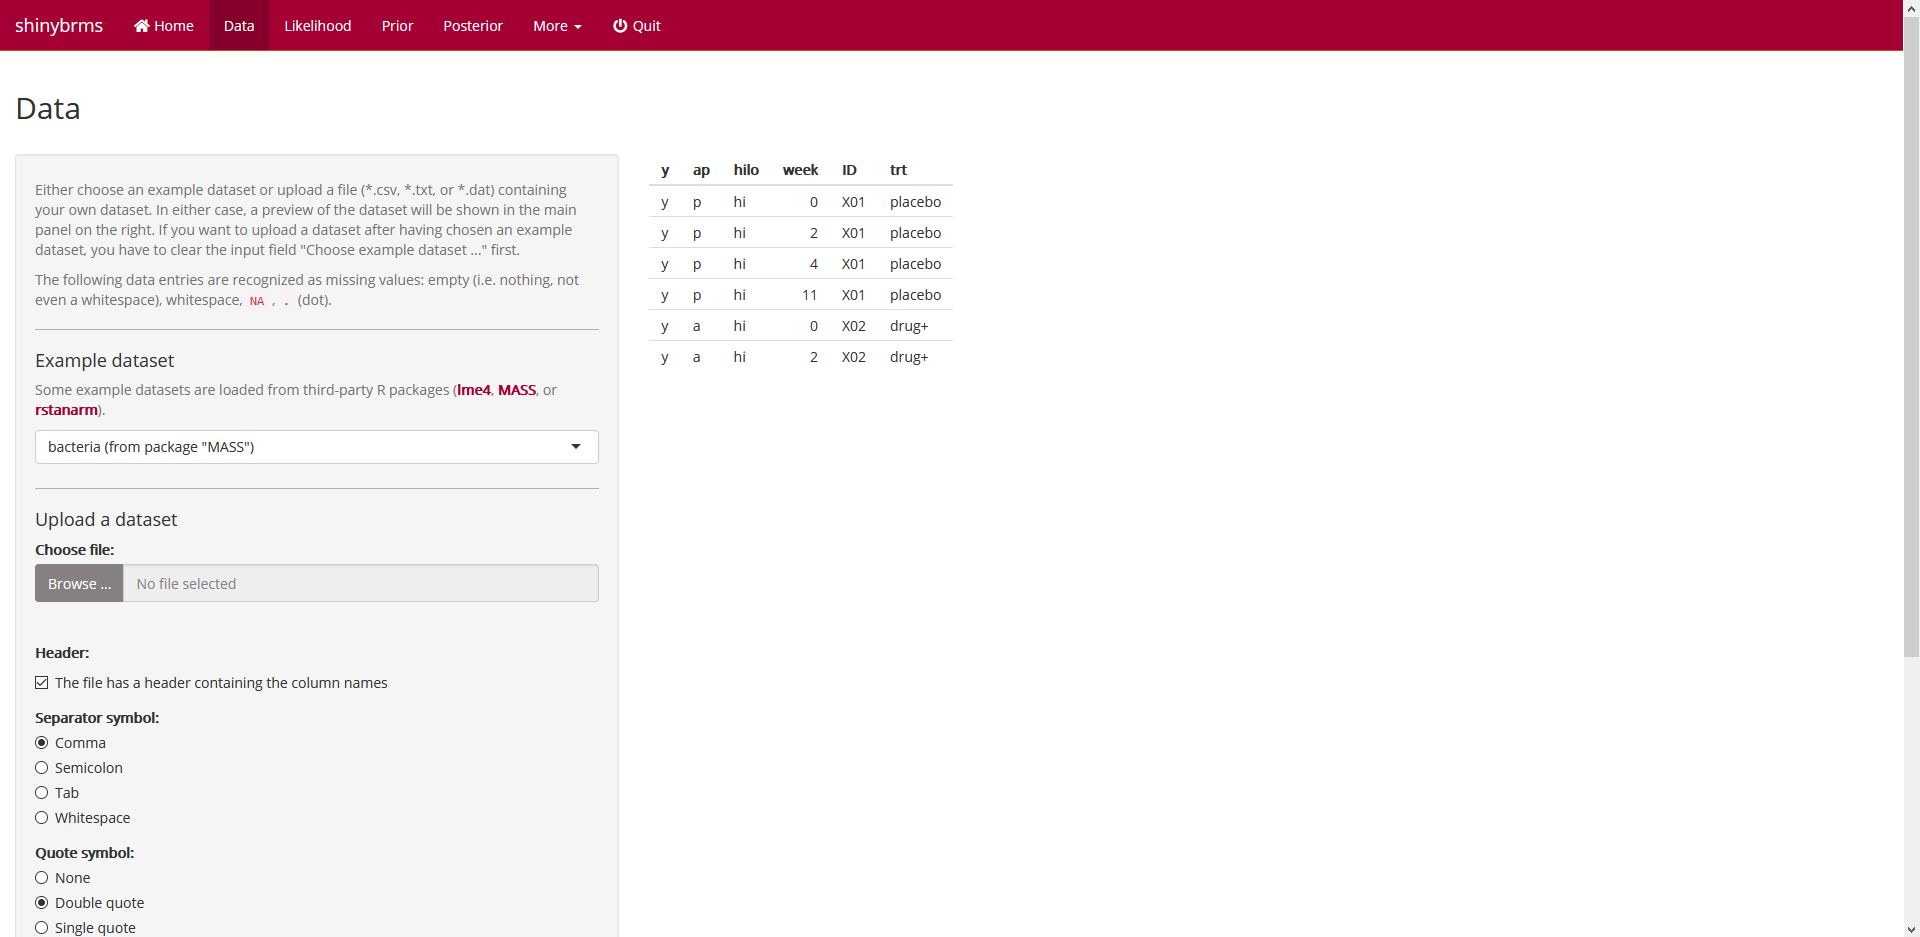 shinybrms Home Data Likelihood Prior Posterior More Quit
Data
Either choose an example dataset or upload a file (*.csv, *.txt, or *.dat) containing
your own dataset. In either case, a preview of the dataset will be shown in the main
panel on the right. If you want to upload a dataset after having chosen an example
dataset, you have to clear the input field "Choose example dataset ..." first.
The following data entries are recognized as missing values: empty (i.e. nothing, not
even a whitespace), whitespace, NA , . (dot).
Example dataset
Some example datasets are loaded from third-party R packages (lme4, MASS, or
rstanarm).
bacteria (from package "MASS")
Upload a dataset
Choose file:
Browse ... No file selected
Header:
The file has a header containing the column names
Separator symbol:
Comma
Semicolon
Tab
Whitespace
Quote symbol:
None
Double quote
Single quote
y ap hilo week ID trt
y p hi 0 X01 placebo
y p hi 2 X01 placebo
y p hi 4 X01 placebo
y p hi 11 X01 placebo
y a hi 0 X02 drug+
y a hi 2 X02 drug+